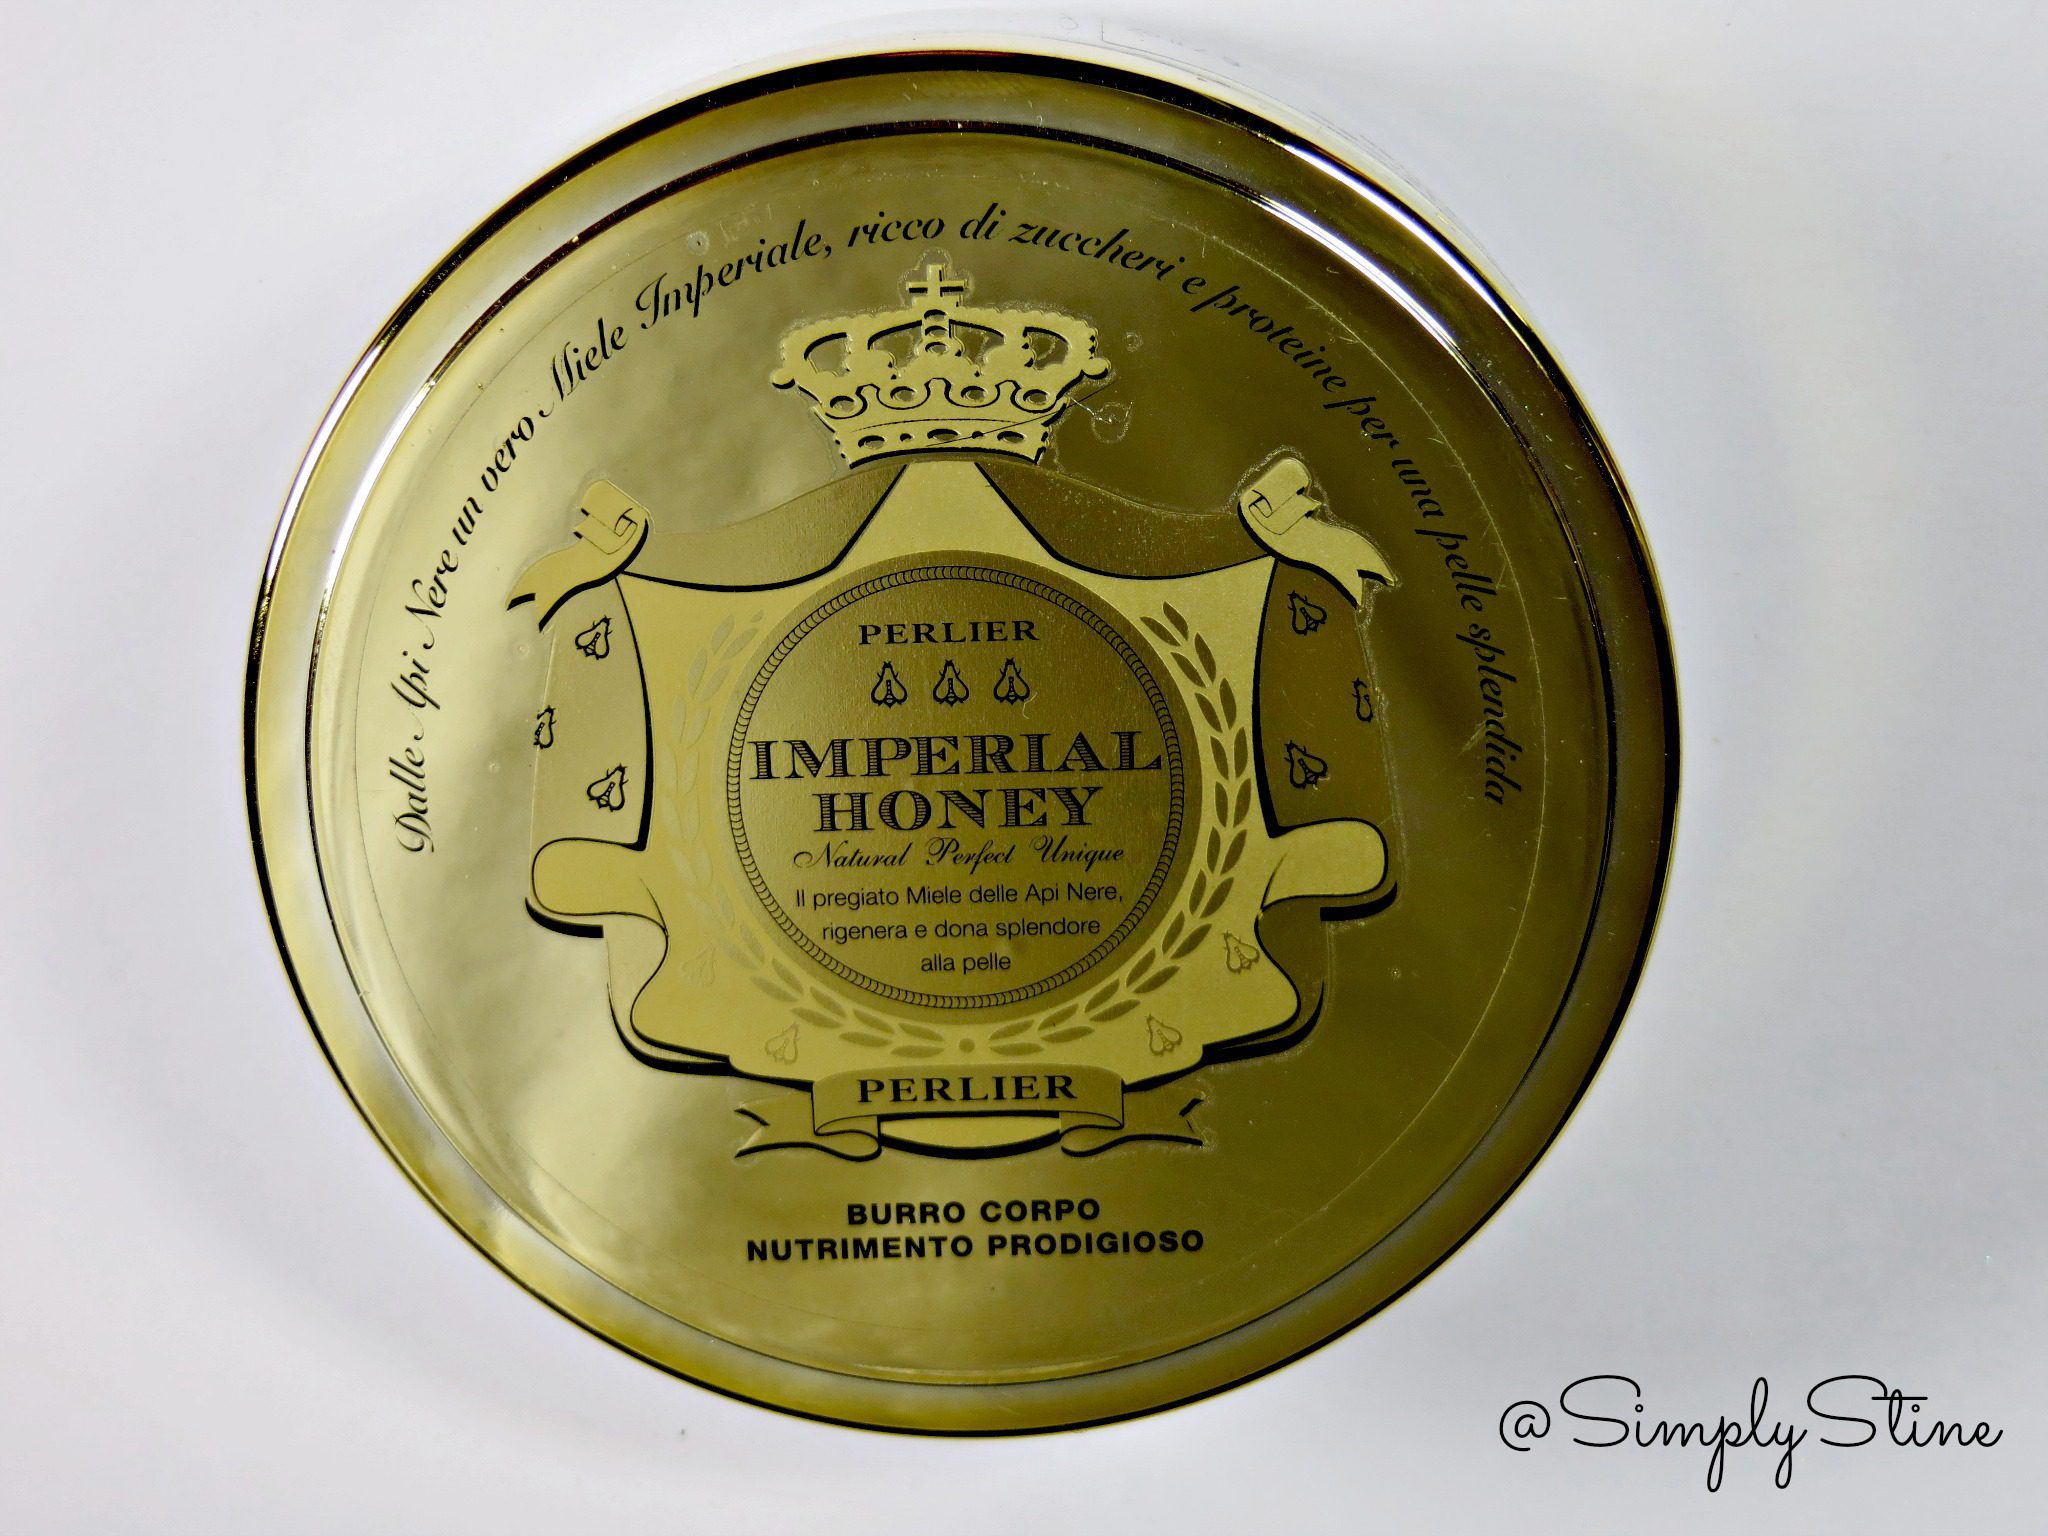 Dalle Api Nere un vero Miele Imperiale, ricco di zuccheri e proteine per una pelle splendida
PERLIER
IMPERIAL
HONEY
Natural Perfect Unique
Il pregiato Miele delle Api Nere,
rigenera e dona splendore
alla pelle
PERLIER
BURRO CORPO
NUTRIMENTO PRODIGIOSO
@SimplyStine